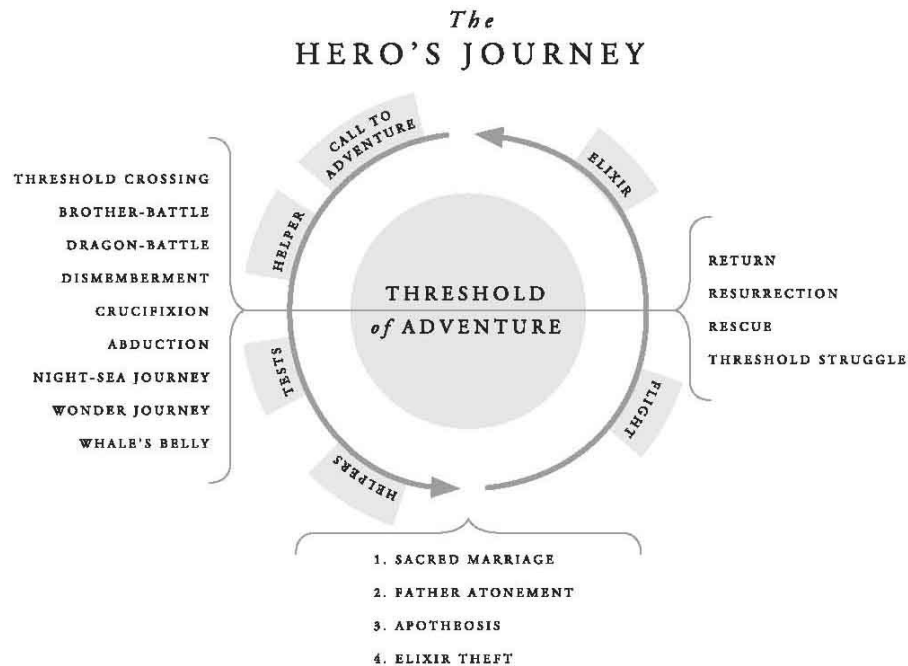 The
HERO'S JOURNEY
CALL TO
ADVENTURE
HELPER
TESTS
HELPERS
FLIGHT
ELIXIR
THRESHOLD
of ADVENTURE
THRESHOLD CROSSING
BROTHER-BATTLE
DRAGON-BATTLE
DISMEMBERMENT
CRUCIFIXION
ABDUCTION
NIGHT-SEA JOURNEY
WONDER JOURNEY
WHALE'S BELLY
RETURN
RESURRECTION
RESCUE
THRESHOLD STRUGGLE
1. SACRED MARRIAGE
2. FATHER ATONEMENT
3. APOTHEOSIS
4. ELIXIR THEFT